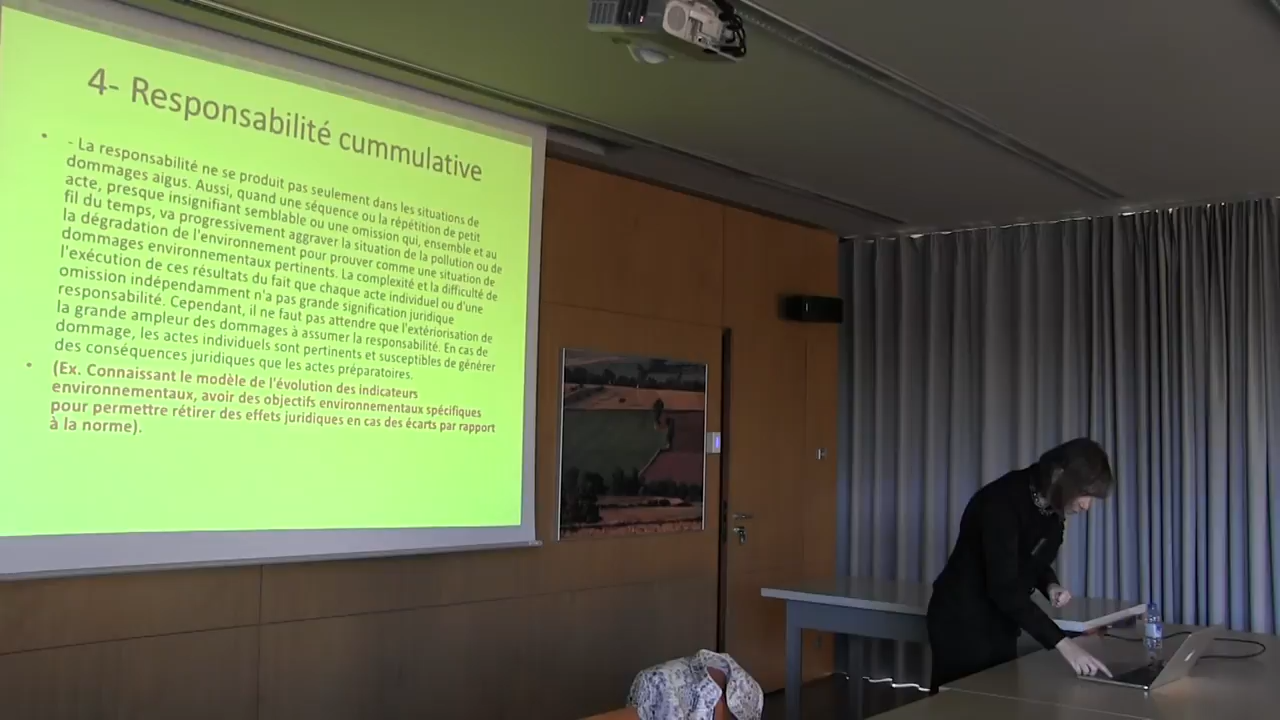 4- Responsabilité cummulative
• - La responsabilité ne se produit pas seulement dans les situations de
dommages aigus. Aussi, quand une séquence ou la répétition de petit
acte, presque insignifiant semblable ou une omission qui, ensemble et au
fil du temps, va progressivement aggraver la situation de la pollution ou de
la dégradation de l'environnement pour prouver comme une situation de
dommages environnementaux pertinents. La complexité et la difficulté de
l'exécution de ces résultats du fait que chaque acte individuel ou d'une
omission indépendamment n'a pas grande signification juridique
responsabilité. Cependant, il ne faut pas attendre que l'extériorisation de
la grande ampleur des dommages à assumer la responsabilité. En cas de
dommage, les actes individuels sont pertinents et susceptibles de générer
des conséquences juridiques que les actes préparatoires.
• (Ex. Connaissant le modèle de l'évolution des indicateurs
environnementaux, avoir des objectifs environnementaux spécifiques
pour permettre rétirer des effets juridiques en cas des écarts par rapport
à la norme).